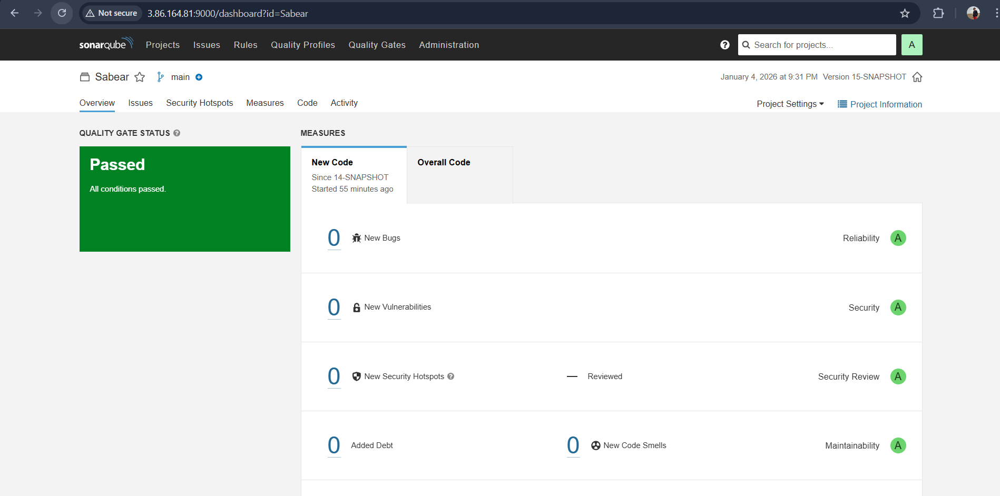 Not secure 3.86.164.81:9000/dashboard?id=Sabear
sonarqube Projects Issues Rules Quality Profiles Quality Gates Administration Search for projects... A
Sabear main January 4, 2026 at 9:31 PM Version 15-SNAPSHOT
Overview Issues Security Hotspots Measures Code Activity Project Settings Project Information
QUALITY GATE STATUS
Passed
All conditions passed.
MEASURES
New Code
Since 14-SNAPSHOT
Started 55 minutes ago
Overall Code
0 New Bugs Reliability A
0 New Vulnerabilities Security A
0 New Security Hotspots — Reviewed Security Review A
0 Added Debt 0 New Code Smells Maintainability A